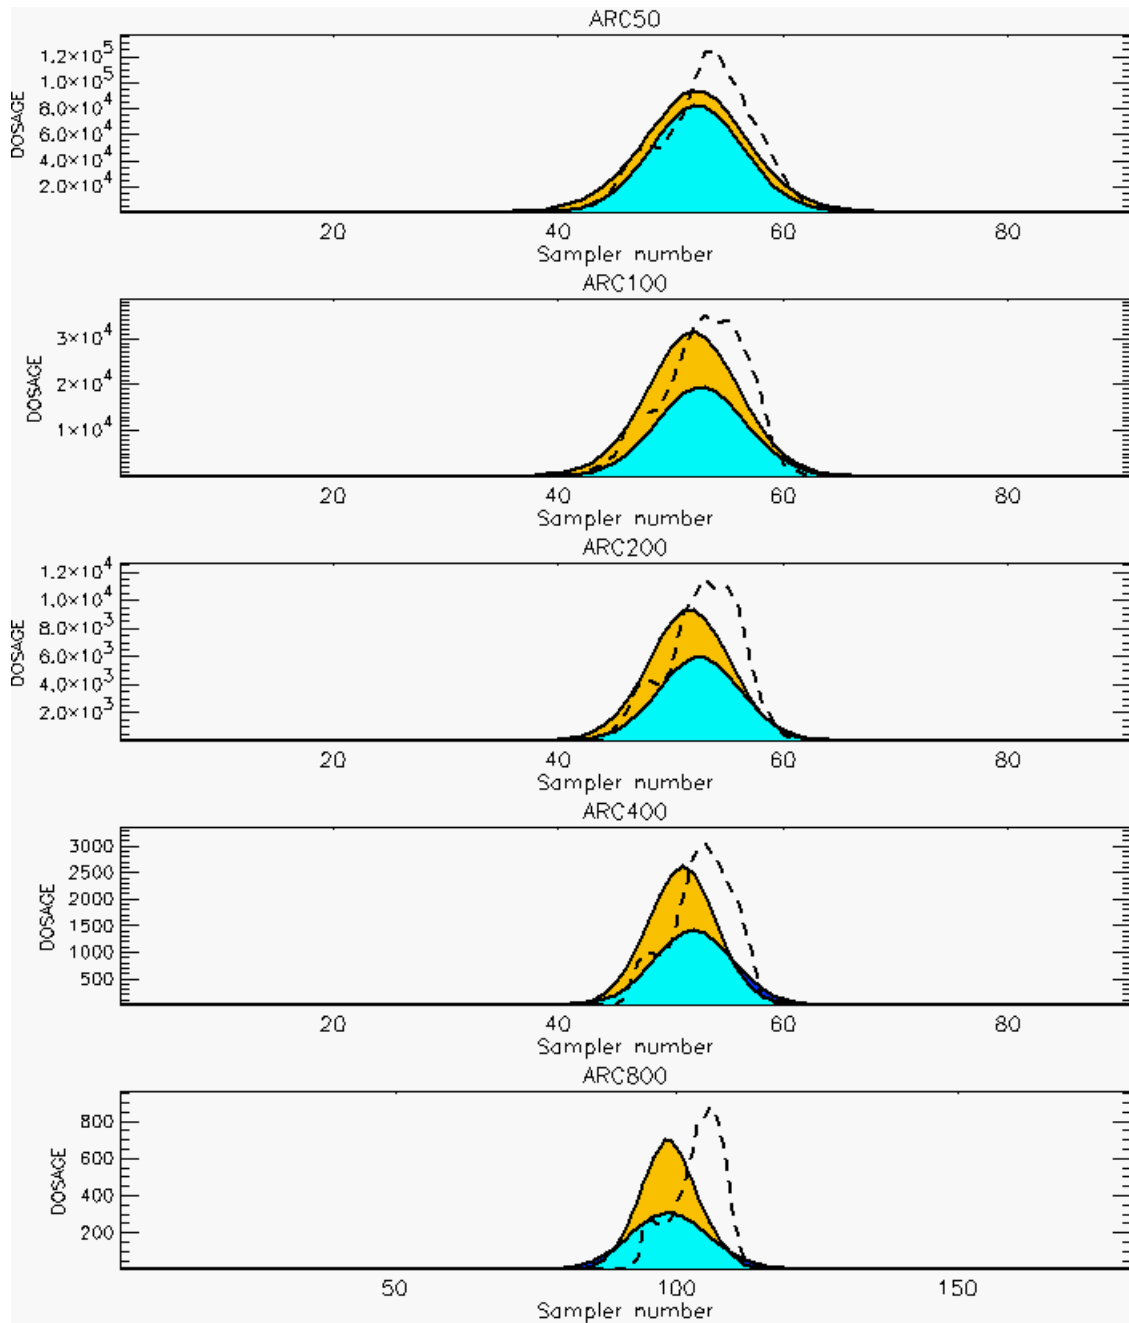 ARC50
1.2×10^5
1.0×10^5
8.0×10^4
6.0×10^4
4.0×10^4
2.0×10^4
DOSAGE
20 40 60 80
Sampler number
ARC100
3×10^4
2×10^4
1×10^4
DOSAGE
20 40 60 80
Sampler number
ARC200
1.2×10^4
1.0×10^4
8.0×10^3
6.0×10^3
4.0×10^3
2.0×10^3
DOSAGE
20 40 60 80
Sampler number
ARC400
3000
2500
2000
1500
1000
500
DOSAGE
20 40 60 80
Sampler number
ARC800
800
600
400
200
DOSAGE
50 100 150
Sampler number